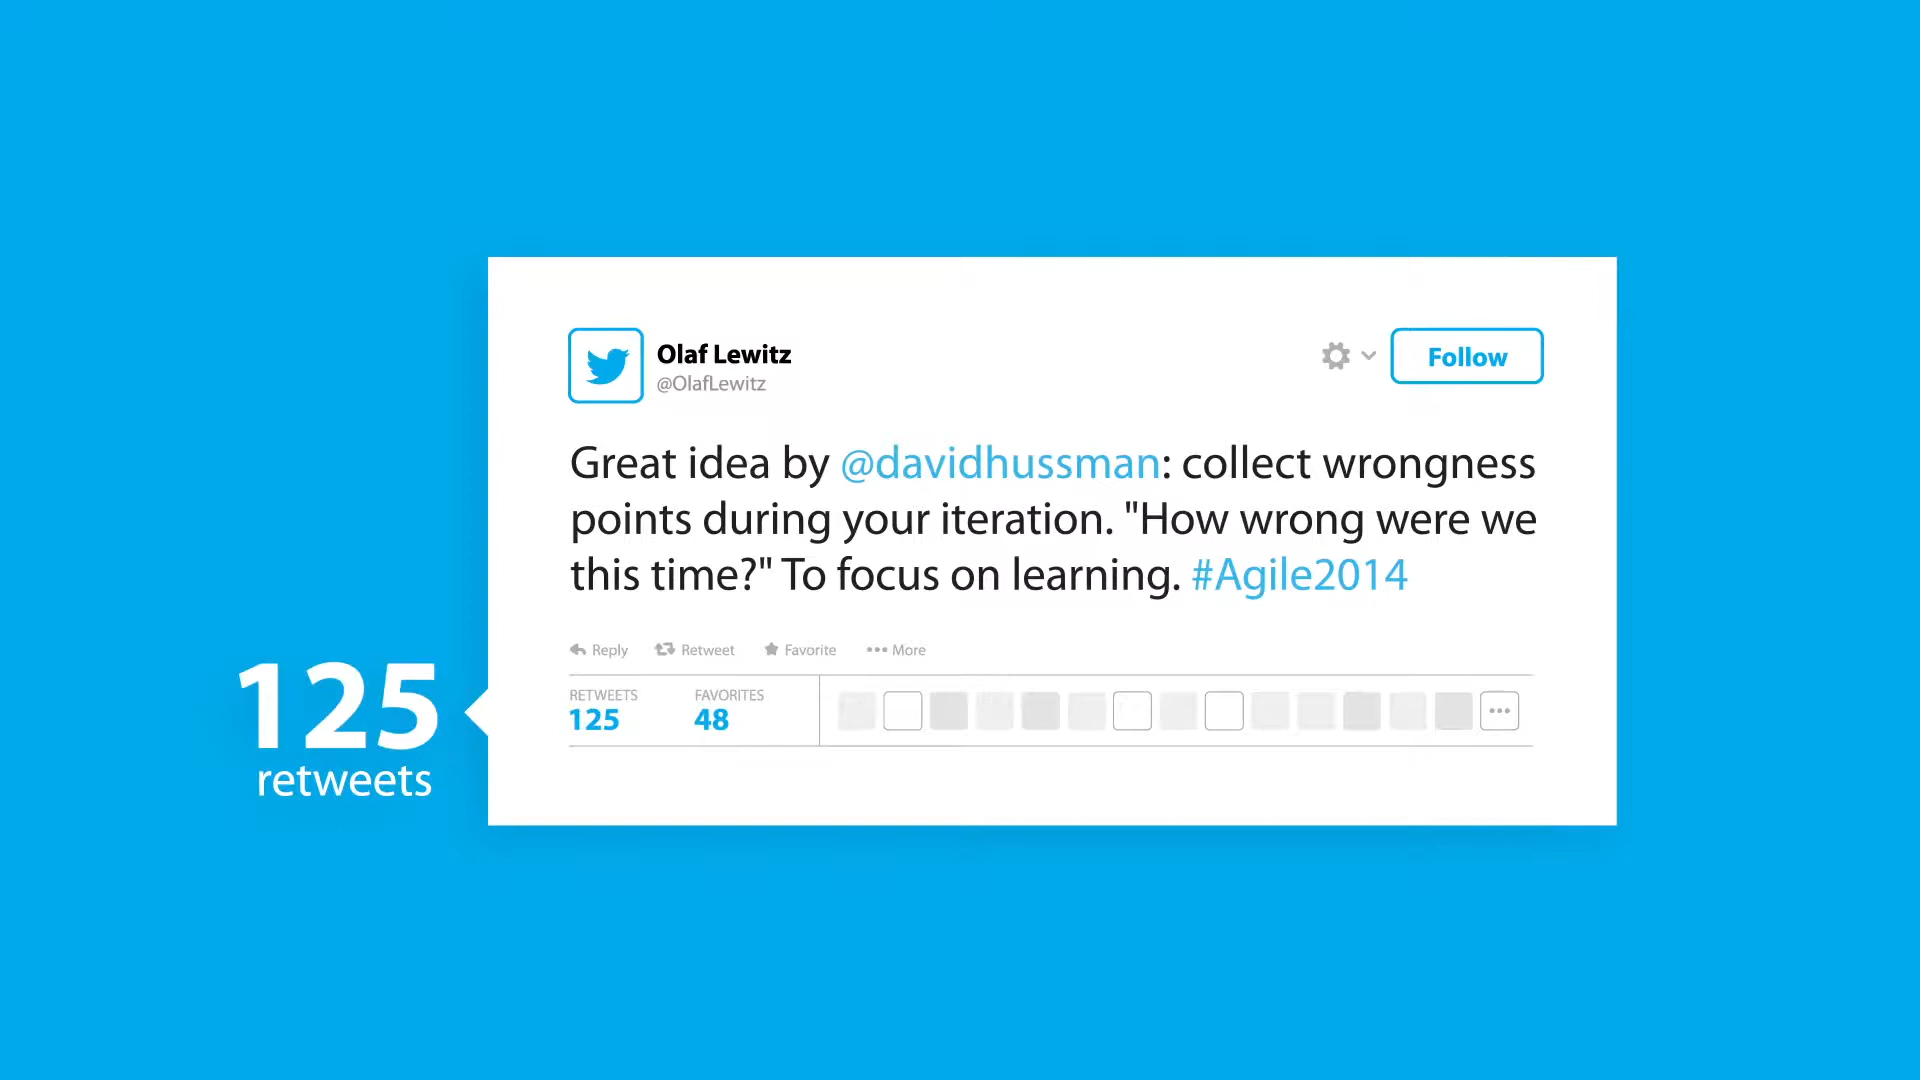 Olaf Lewitz
@OlafLewitz
Follow
Great idea by @davidhussman: collect wrongness
points during your iteration. "How wrong were we
this time?" To focus on learning. #Agile2014
Reply Retweet Favorite More
RETWEETS FAVORITES
125 48
125
retweets